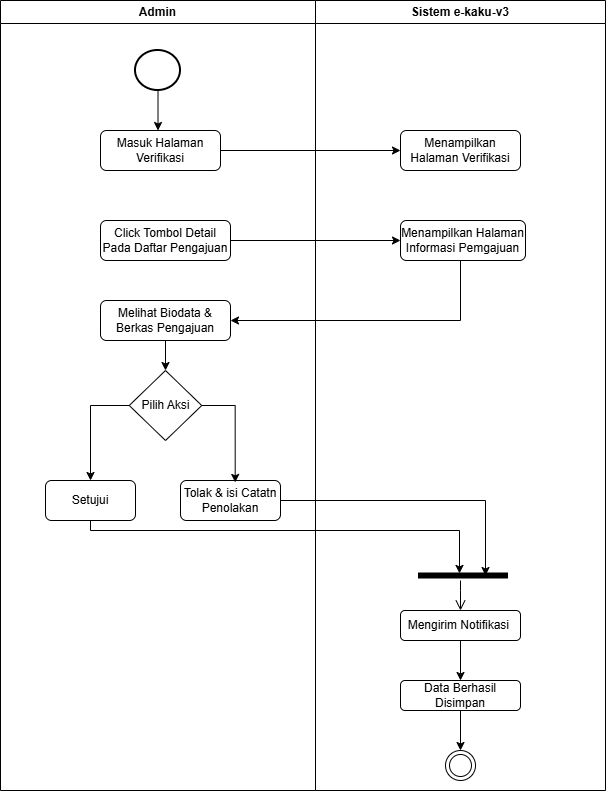 Admin
Sistem e-kaku-v3
Masuk Halaman
Verifikasi
Menampilkan
Halaman Verifikasi
Click Tombol Detail
Pada Daftar Pengajuan
Menampilkan Halaman
Informasi Pemgajuan
Melihat Biodata &
Berkas Pengajuan
Pilih Aksi
Setujui
Tolak & isi Catatn
Penolakan
Mengirim Notifikasi
Data Berhasil
Disimpan